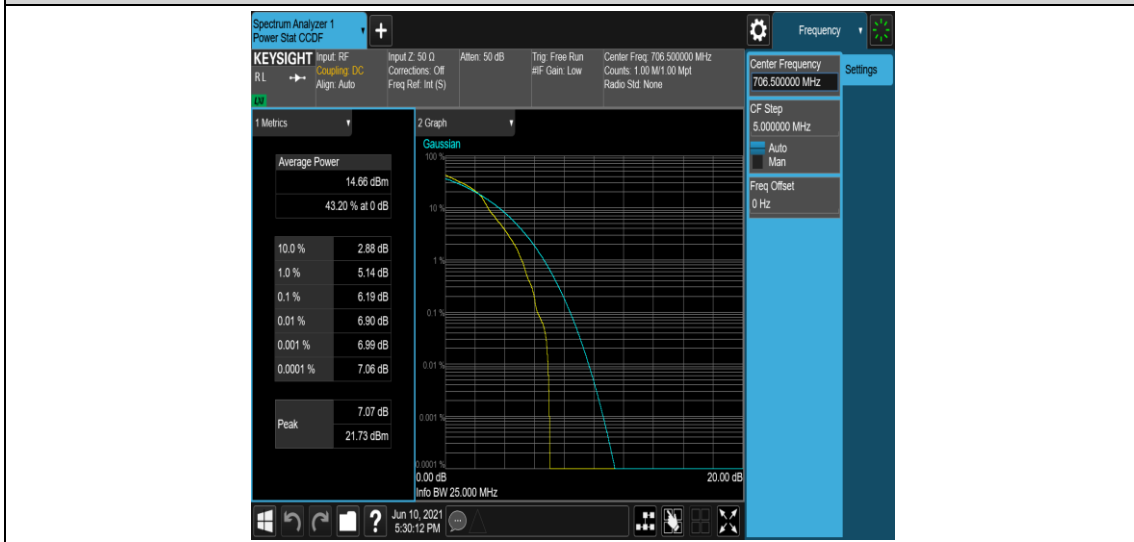 Spectrum Analyzer 1
Power Stat CCDF
+
Frequency
KEYSIGHT
RL
LXI
Input: RF
Coupling: DC
Align: Auto
Input Z: 50 Ω
Corrections: Off
Freq Ref: Int (S)
Atten: 50 dB
Trig: Free Run
#IF Gain: Low
Center Freq: 706.500000 MHz
Counts: 1.00 M/1.00 Mpt
Radio Std: None
Center Frequency
706.500000 MHz
Settings
CF Step
5.000000 MHz
Auto
Man
Freq Offset
0 Hz
1 Metrics
Average Power
14.66 dBm
43.20 % at 0 dB
10.0 % 2.88 dB
1.0 % 5.14 dB
0.1 % 6.19 dB
0.01 % 6.90 dB
0.001 % 6.99 dB
0.0001 % 7.06 dB
Peak
7.07 dB
21.73 dBm
2 Graph
Gaussian
100 %
10 %
1 %
0.1 %
0.01 %
0.001 %
0.0001 %
0.00 dB 20.00 dB
Info BW 25.000 MHz
?
Jun 10, 2021
5:30:12 PM